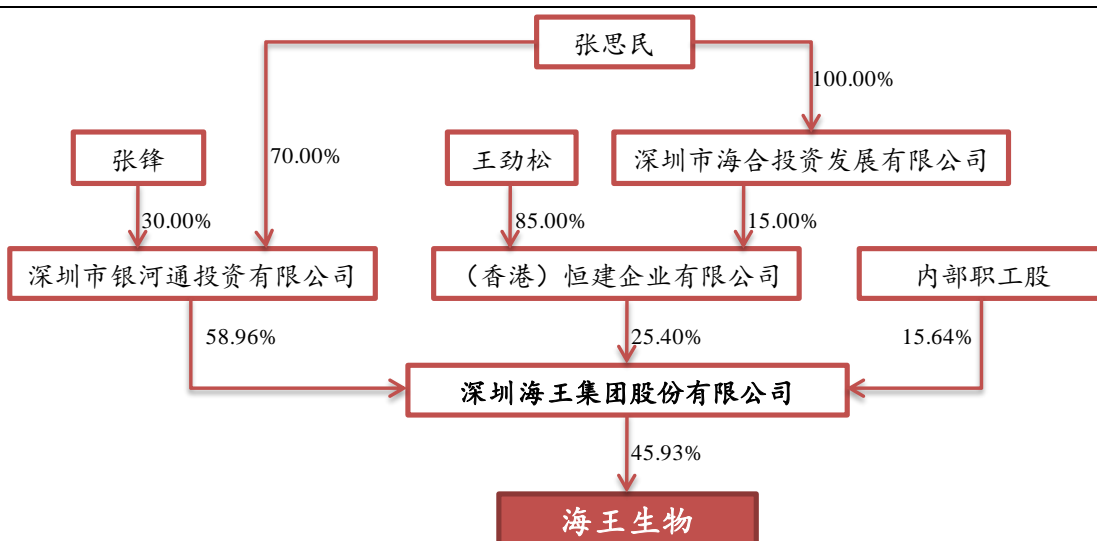 张思民
100.00%
张锋
70.00%
王劲松
深圳市海合投资发展有限公司
30.00%
85.00%
15.00%
深圳市银河通投资有限公司
（香港）恒建企业有限公司
内部职工股
58.96%
25.40%
15.64%
深圳海王集团股份有限公司
45.93%
海王生物